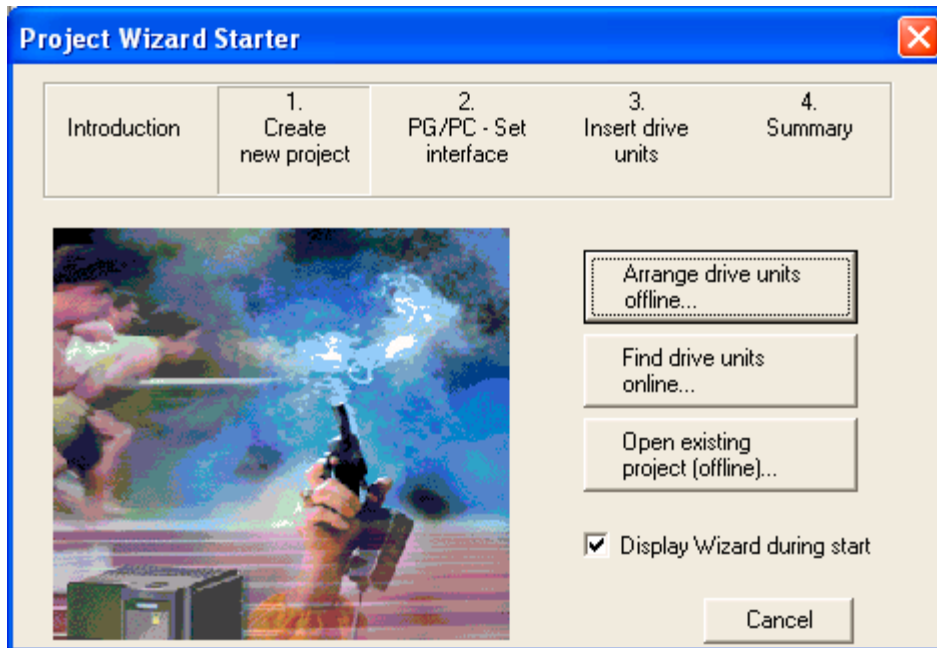 Project Wizard Starter
Introduction
1.
Create
new project
2.
PG/PC - Set
interface
3.
Insert drive
units
4.
Summary
Arrange drive units
offline...
Find drive units
online...
Open existing
project (offline)...
Display Wizard during start
Cancel